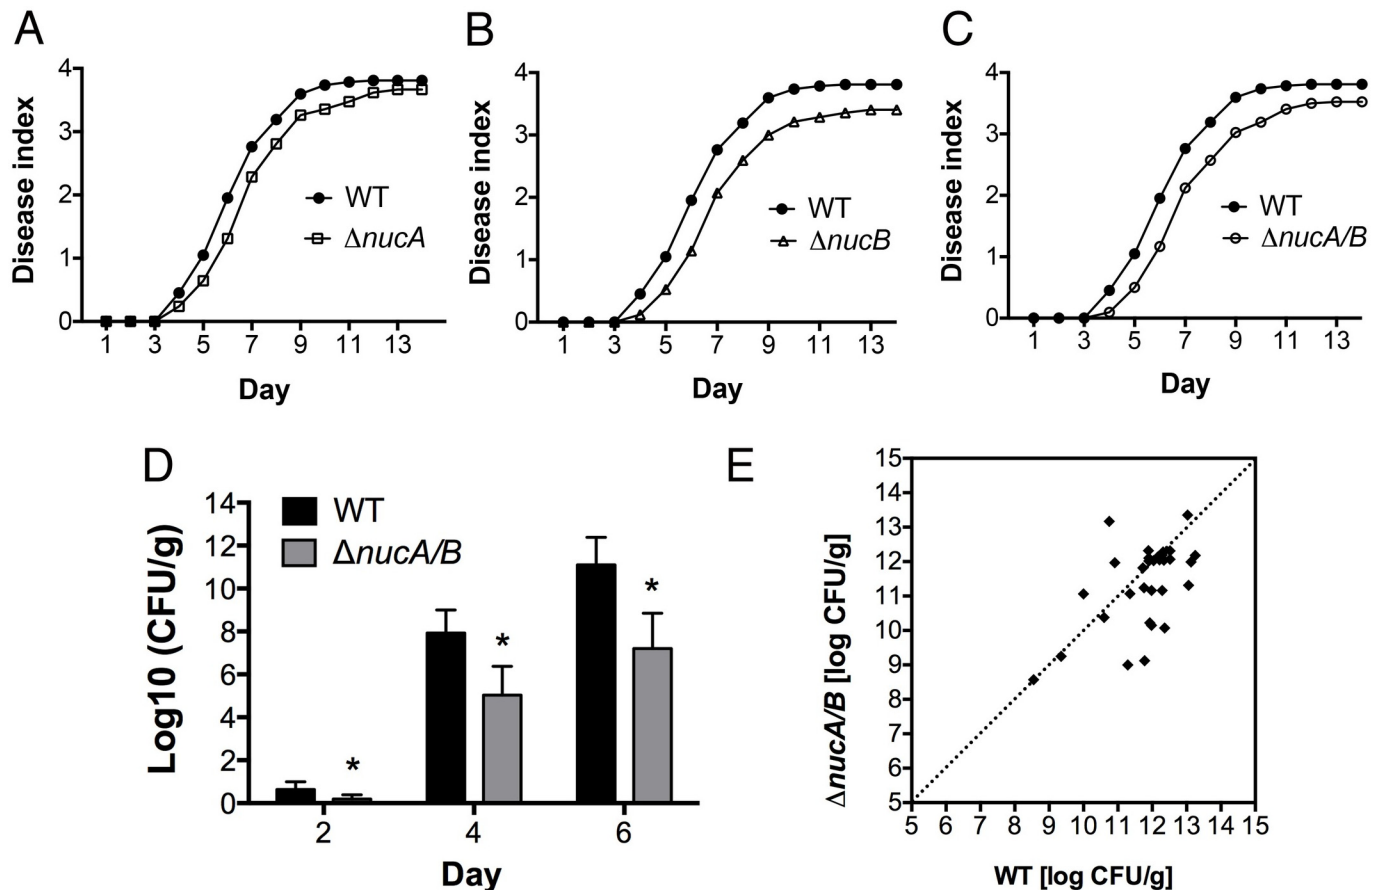 A
4
3
2
1
0
Disease index
WT
ΔnucA
1 3 5 7 9 11 13
Day
B
4
3
2
1
0
Disease index
WT
ΔnucB
1 3 5 7 9 11 13
Day
C
4
3
2
1
0
Disease index
WT
ΔnucA/B
1 3 5 7 9 11 13
Day
D
14
12
10
8
6
4
2
0
Log10 (CFU/g)
WT
ΔnucA/B
*
*
*
2 4 6
Day
E
15
14
13
12
11
10
9
8
7
6
5
ΔnucA/B [log CFU/g]
5 6 7 8 9 10 11 12 13 14 15
WT [log CFU/g]